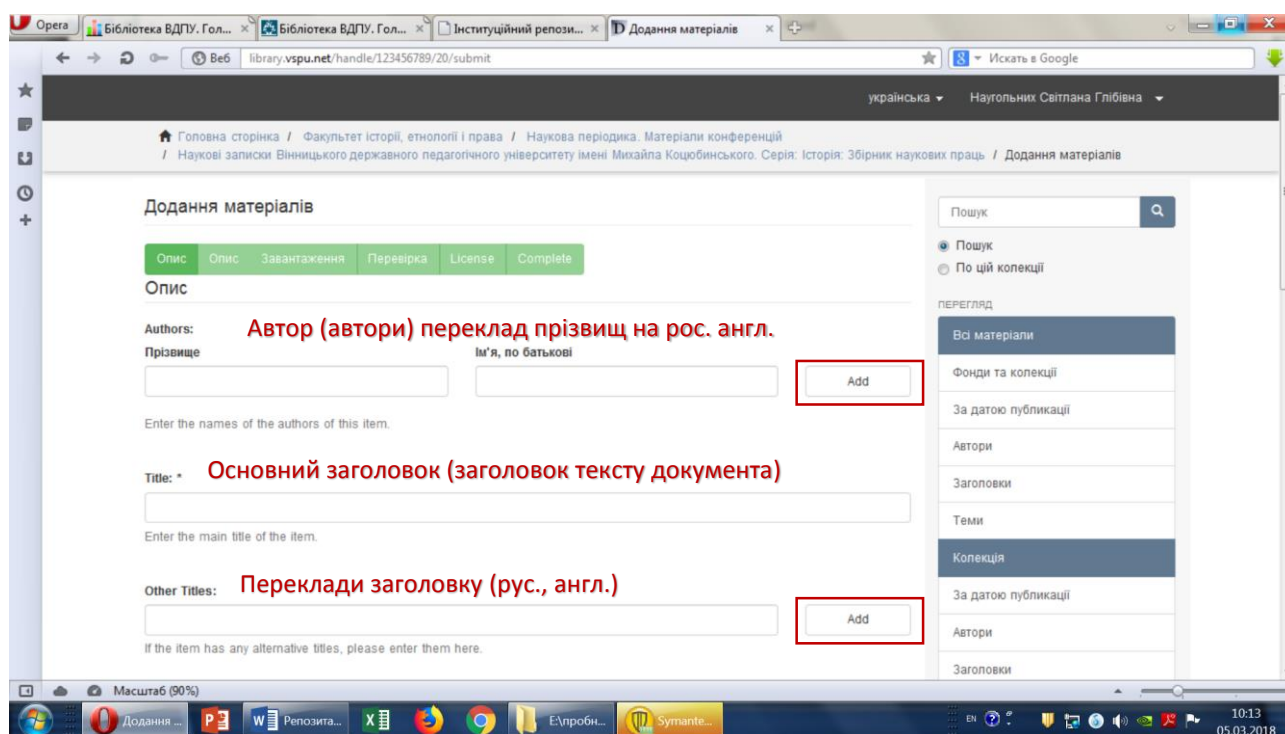 Opera
Бібліотека ВДПУ. Гол...
Бібліотека ВДПУ. Гол...
Інституційний репози...
Додання матеріалів
Веб
library.vspu.net/handle/123456789/20/submit
Искать в Google
українська
Наугольних Світлана Глібівна
Головна сторінка / Факультет історії, етнології і права / Наукова періодика. Матеріали конференцій
/ Наукові записки Вінницького державного педагогічного університету імені Михайла Коцюбинського. Серія: Історія: Збірник наукових праць / Додання матеріалів
Додання матеріалів
Опис Опис Завантаження Перевірка License Complete
Опис
Authors:
Автор (автори) переклад прізвищ на рос. англ.
Прізвище
Ім'я, по батькові
Add
Enter the names of the authors of this item.
Title: *
Основний заголовок (заголовок тексту документа)
Enter the main title of the item.
Other Titles:
Переклади заголовку (рус., англ.)
Add
If the item has any alternative titles, please enter them here.
Пошук
Пошук
По цій колекції
ПЕРЕГЛЯД
Всі матеріали
Фонди та колекції
За датою публикації
Автори
Заголовки
Теми
Колекція
За датою публикації
Автори
Заголовки
Масштаб (90%)
Додання ...
Репозита...
E:\пробн...
Symante...
EN
10:13
05.03.2018